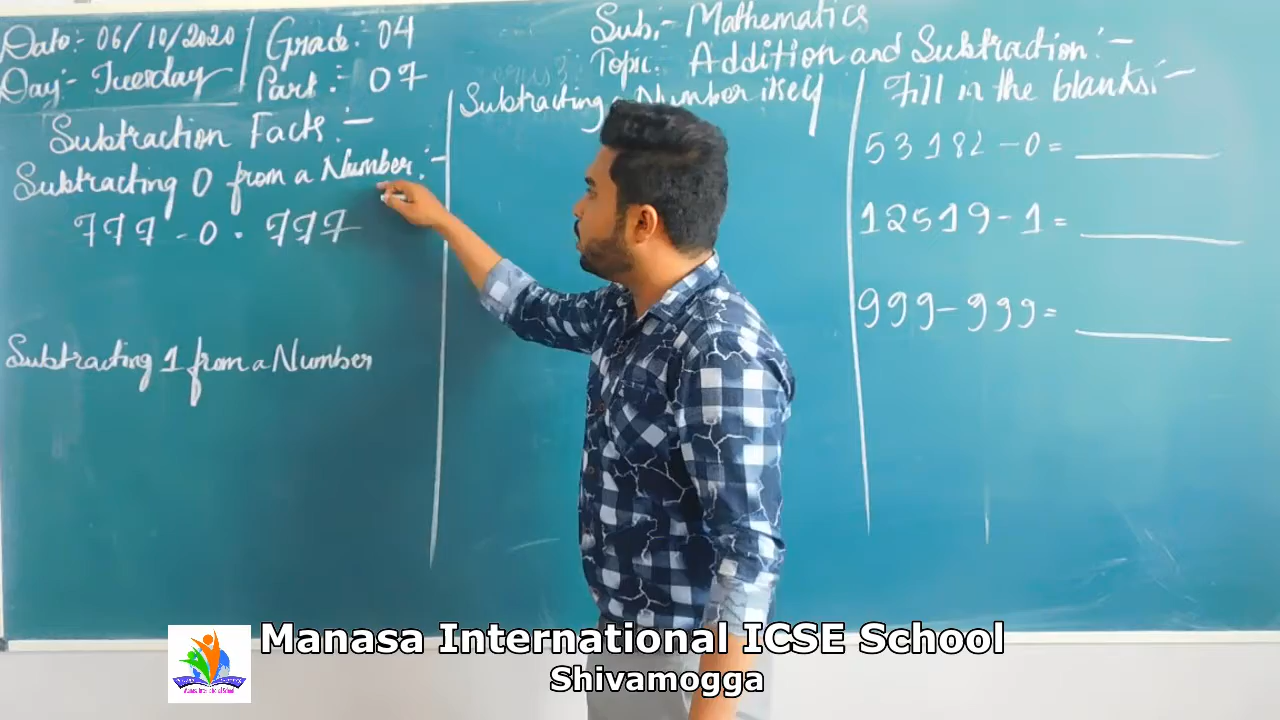 Date:- 06/10/2020
Day:- Tuesday
Grade: 04
Part:- 07
Sub:- Mathematics
Topic: Addition and Subtraction:-
Subtraction Facts:-
Subtracting 0 from a Number:-
777 - 0 = 777
Subtracting 1 from a Number
Subtracting Number itself
Fill in the blanks:-
53182 - 0 =
12519 - 1 =
999 - 999 =
Manasa International ICSE School
Shivamogga